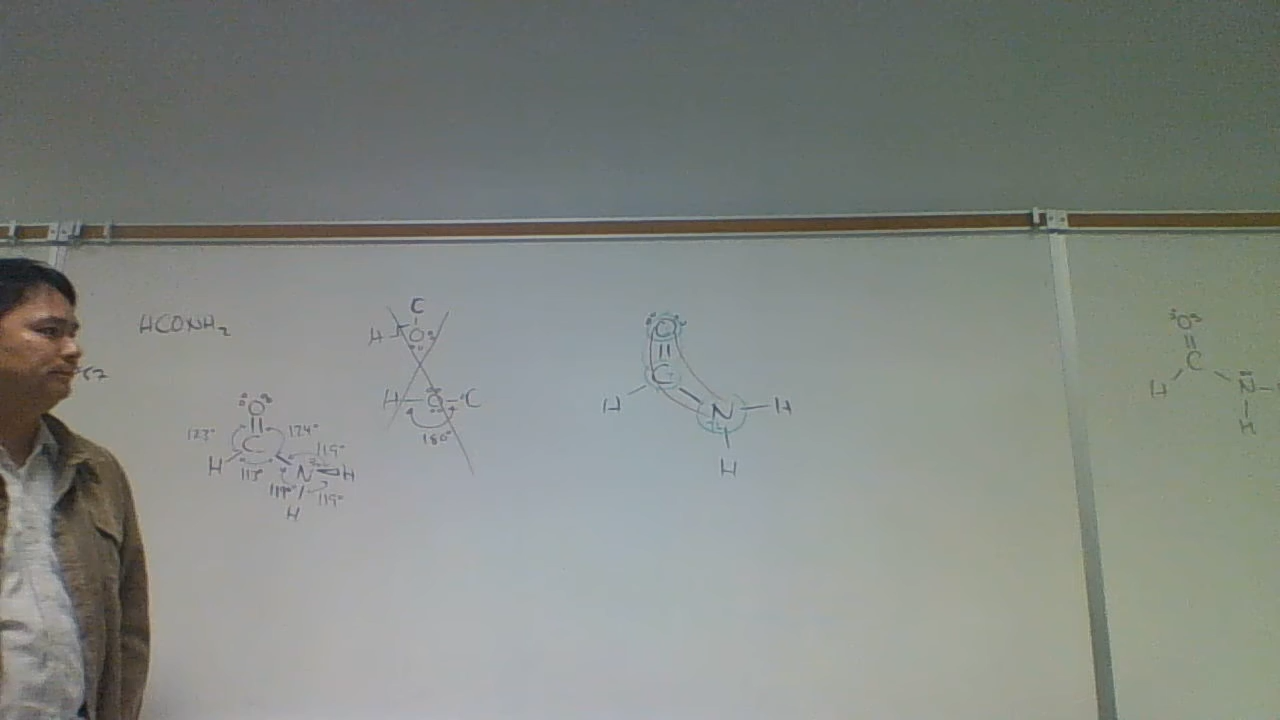 HCONH2
C
H O
H O C
180°
O
C
H N H
H
123° 124°
113° 119°
119° 119°
O
C
H N H
H
O
C
H N
H